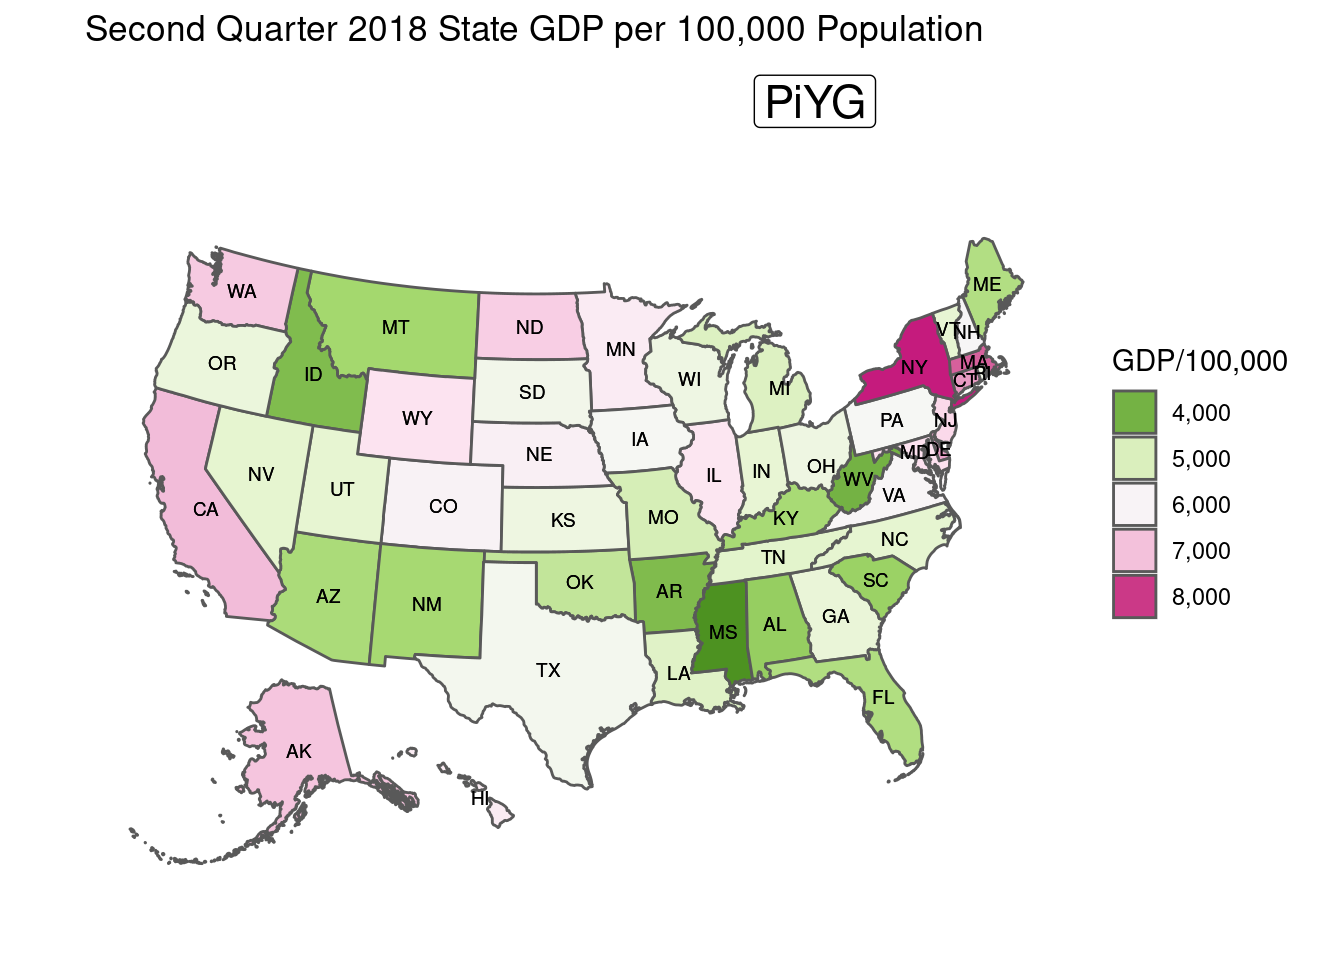 Second Quarter 2018 State GDP per 100,000 Population
PiYG
WA
MT
ND
MN
ME
VT
NH
OR
ID
SD
WI
MI
NY
MA
RI
CT
WY
NE
IA
PA
NJ
NV
UT
CO
IL
IN
OH
MD
DE
WV
VA
CA
KS
MO
KY
NC
TN
AZ
NM
OK
AR
SC
MS
AL
GA
TX
LA
FL
AK
HI
GDP/100,000
4,000
5,000
6,000
7,000
8,000